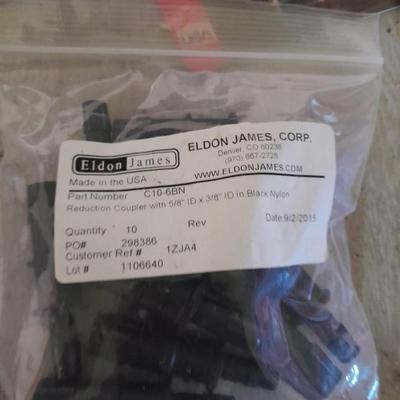 USA
Eldon James
ELDON JAMES, CORP.
Denver, CO 80238
(970) 667-2728
WWW.ELDONJAMES.COM
Made in the USA
Part Number C10-6BN
Reduction Coupler with 5/8" ID x 3/8" ID in Black Nylon
Quantity 10 Rev Date 9/2/2015
PO# 298386
Customer Ref # 1ZJA4
Lot # 1106640